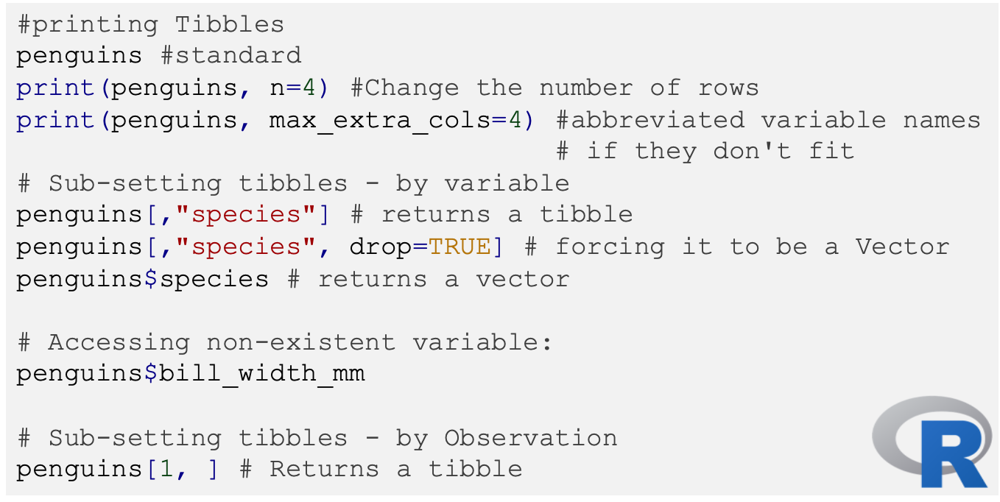 #printing Tibbles
penguins #standard
print(penguins, n=4) #Change the number of rows
print(penguins, max_extra_cols=4) #abbreviated variable names
# if they don't fit
# Sub-setting tibbles - by variable
penguins[,"species"] # returns a tibble
penguins[,"species", drop=TRUE] # forcing it to be a Vector
penguins$species # returns a vector
# Accessing non-existent variable:
penguins$bill_width_mm
# Sub-setting tibbles - by Observation
penguins[1, ] # Returns a tibble
R